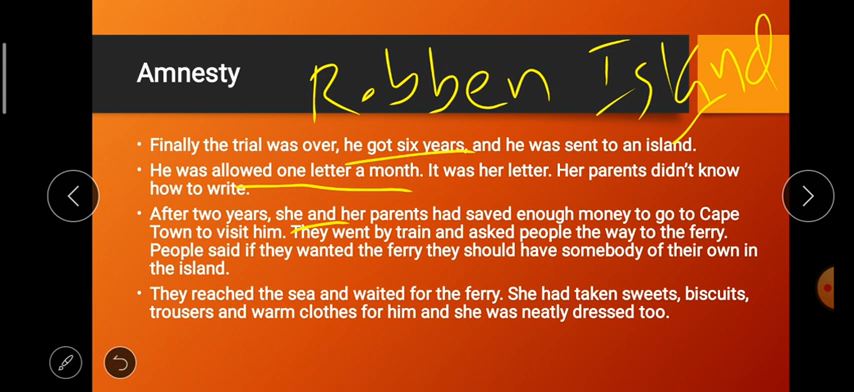 Amnesty
Robben Island
• Finally the trial was over, he got six years, and he was sent to an island.
• He was allowed one letter a month. It was her letter. Her parents didn't know
how to write.
• After two years, she and her parents had saved enough money to go to Cape
Town to visit him. They went by train and asked people the way to the ferry.
People said if they wanted the ferry they should have somebody of their own in
the island.
• They reached the sea and waited for the ferry. She had taken sweets, biscuits,
trousers and warm clothes for him and she was neatly dressed too.